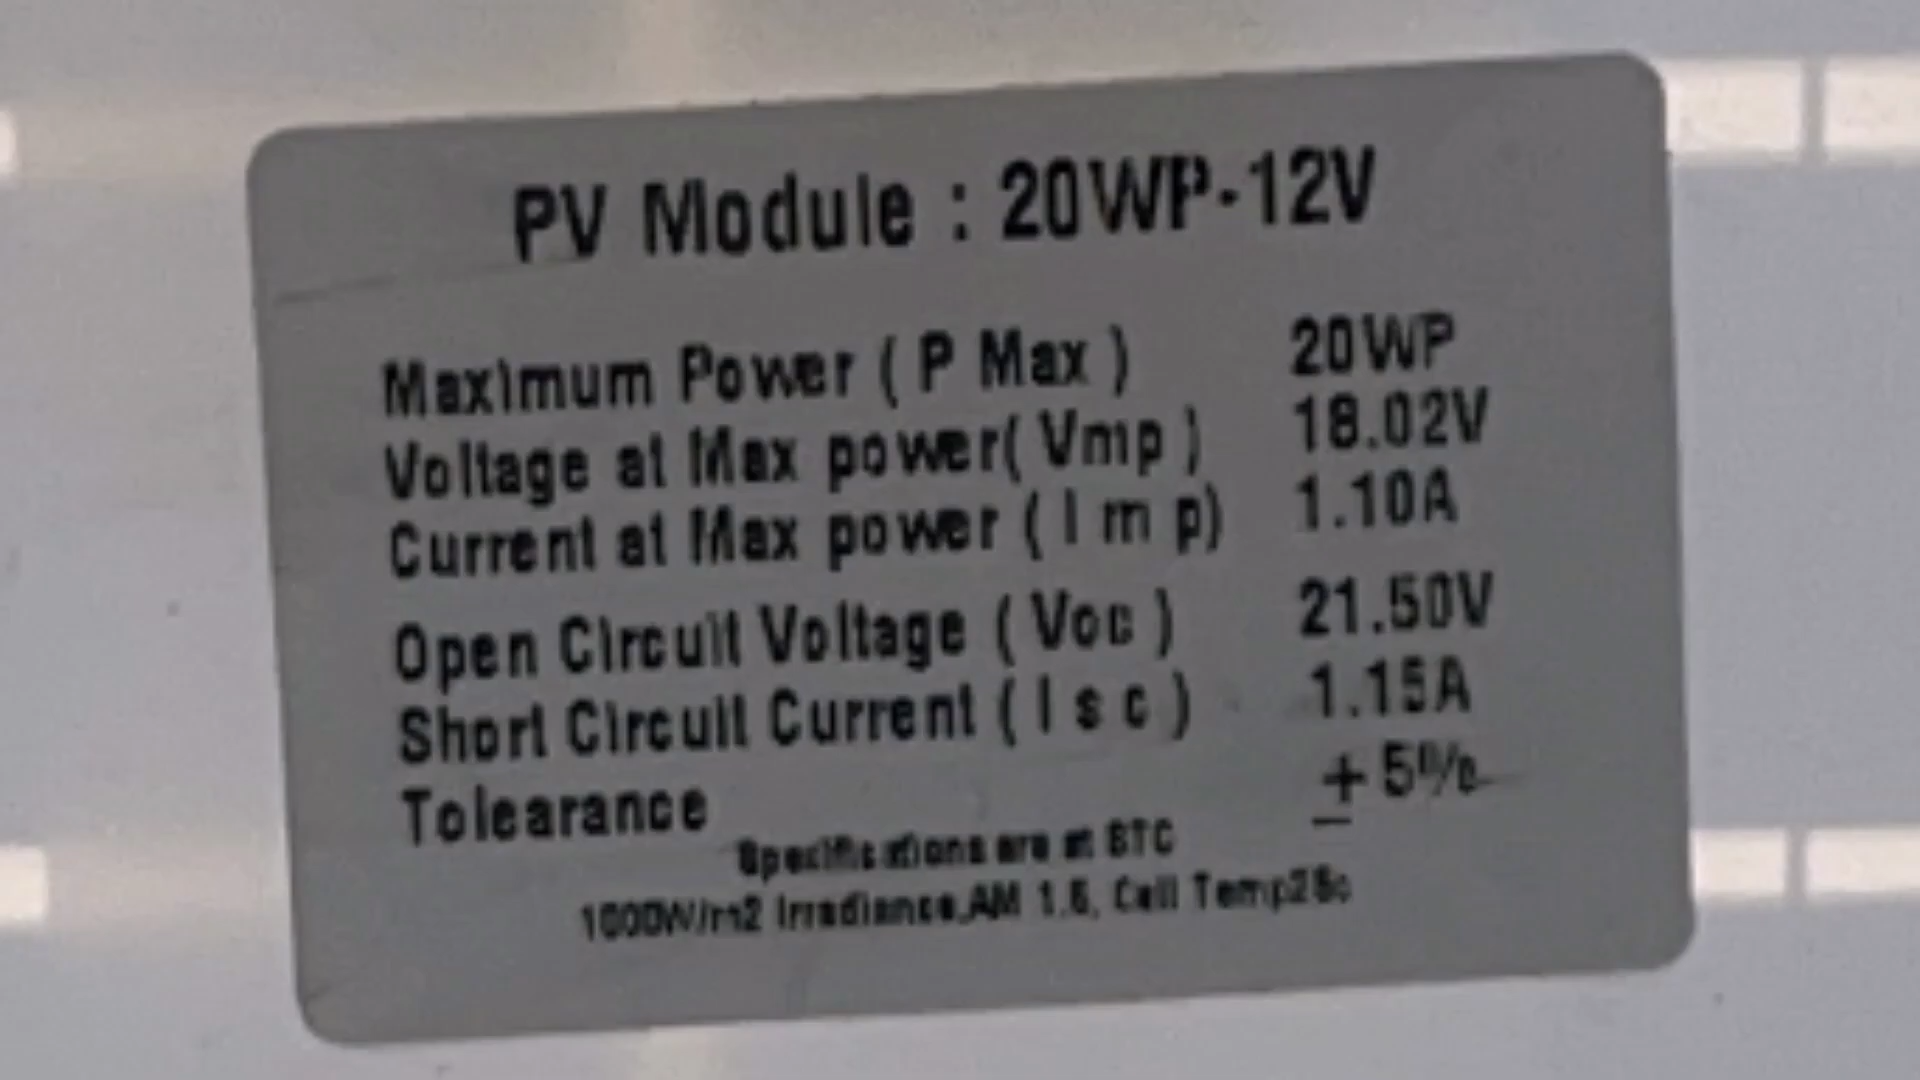 PV Module : 20WP-12V
Maximum Power ( P Max ) 20WP
Voltage at Max power( Vmp ) 18.02V
Current at Max power ( I m p) 1.10A
Open Circuit Voltage ( Voc ) 21.50V
Short Circuit Current ( I s c ) 1.15A
Tolearance ± 5%
Specifications are at STC
1000W/m2 Irradiance,AM 1.5, Cell Temp25c